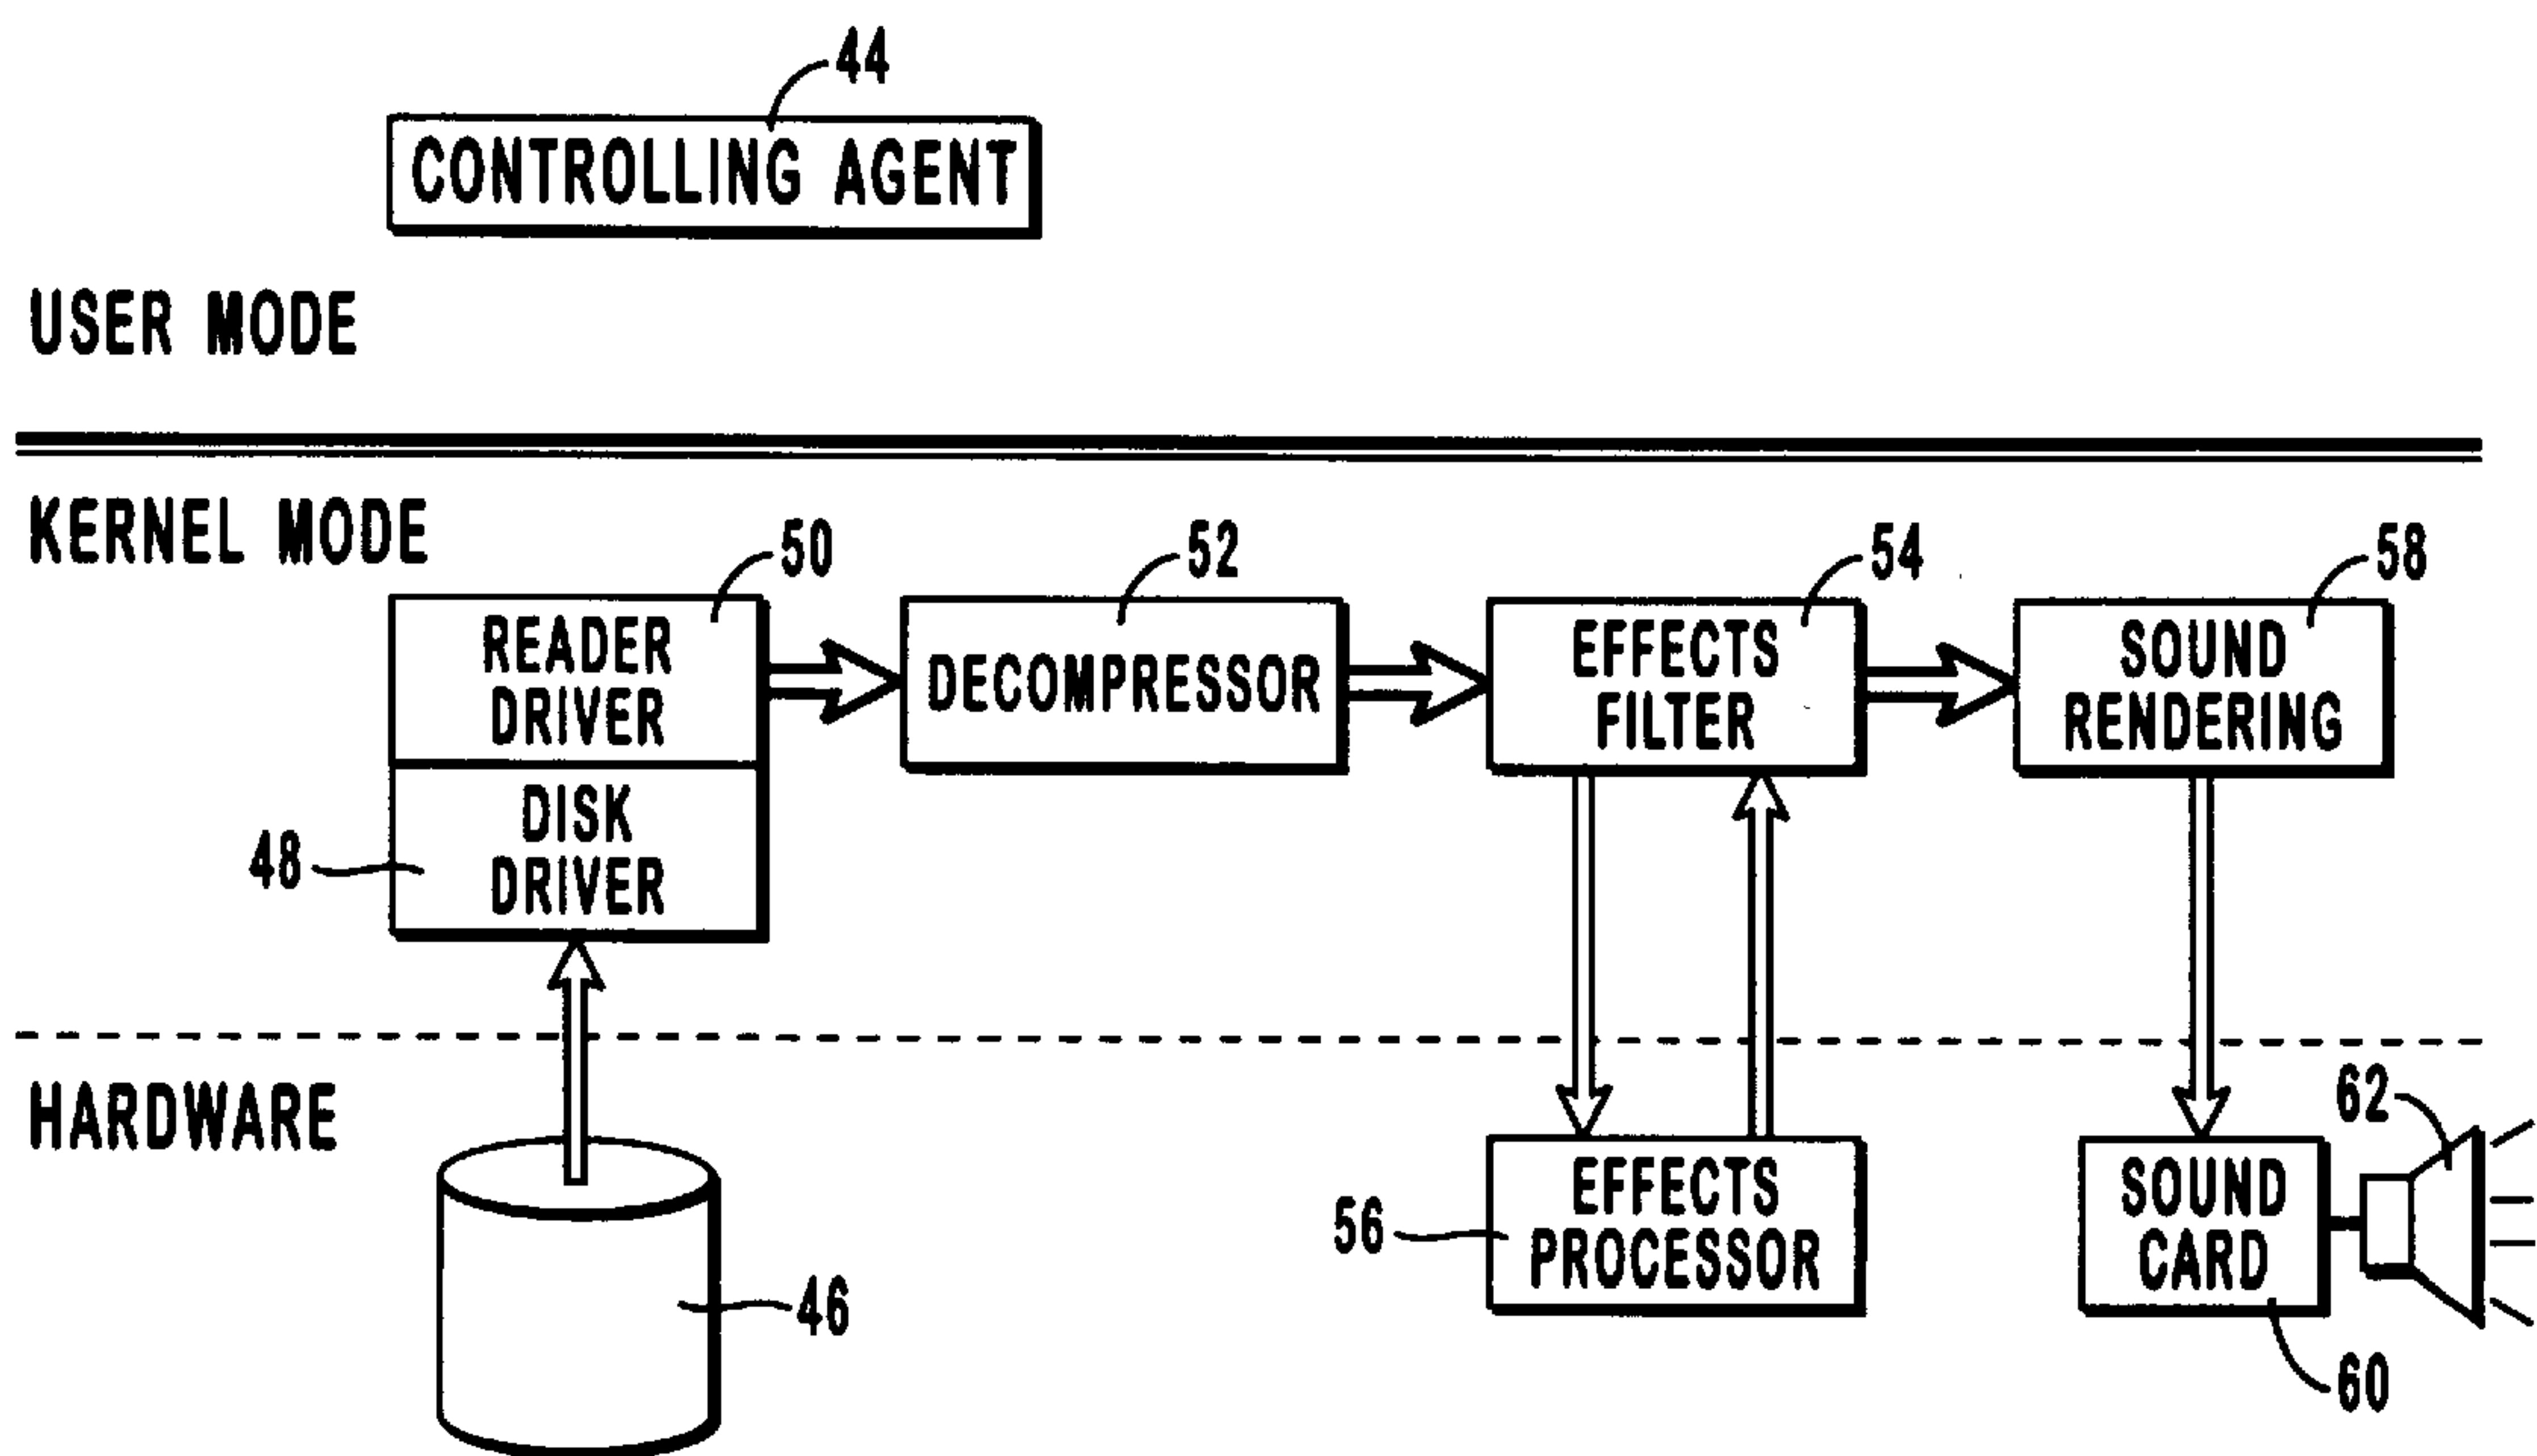 44
CONTROLLING AGENT
USER MODE
KERNEL MODE
50
52
54
58
READER
DRIVER
DECOMPRESSOR
EFFECTS
FILTER
SOUND
RENDERING
DISK
DRIVER
48
HARDWARE
62
EFFECTS
PROCESSOR
56
SOUND
CARD
46
60